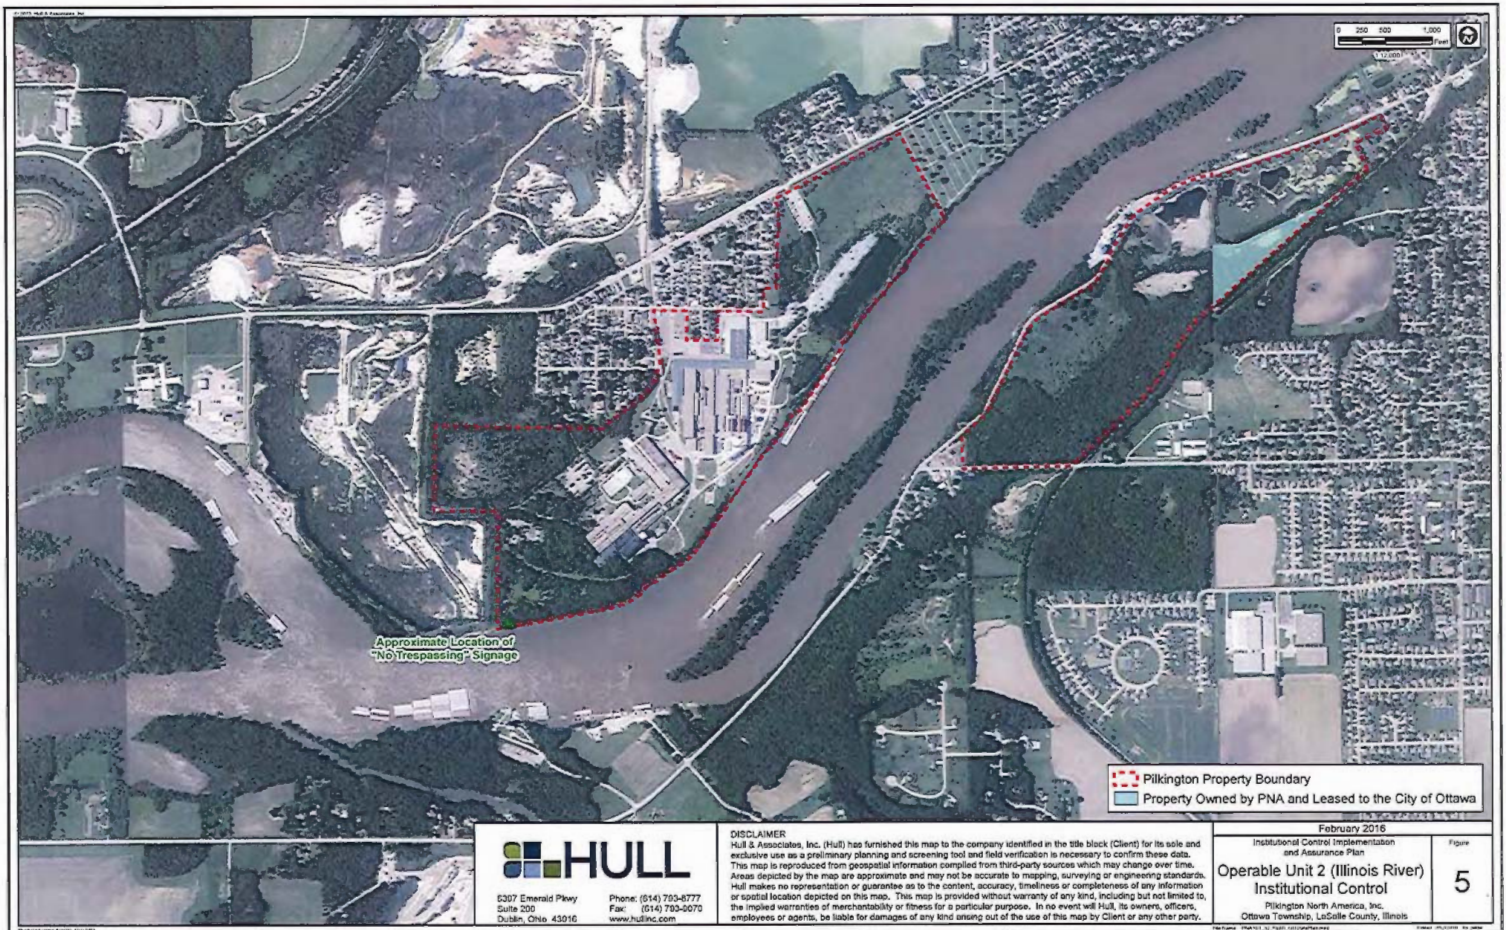 © 2015 Hull & Associates, Inc.
0 250 500 1,000
Feet
1:12,000
Approximate Location of
"No Trespassing" Signage
Pilkington Property Boundary
Property Owned by PNA and Leased to the City of Ottawa
HULL
6397 Emerald Pkwy
Suite 200
Dublin, Ohio 43016
Phone: (614) 793-8777
Fax: (614) 793-9070
www.hullinc.com
DISCLAIMER
Hull & Associates, Inc. (Hull) has furnished this map to the company identified in the title block (Client) for its sole and
exclusive use as a preliminary planning and screening tool and field verification is necessary to confirm these data.
This map is reproduced from geospatial information compiled from third-party sources which may change over time.
Areas depicted by the map are approximate and may not be accurate to mapping, surveying or engineering standards.
Hull makes no representation or guarantee as to the content, accuracy, timeliness or completeness of any information
or spatial location depicted on this map. This map is provided without warranty of any kind, including but not limited to,
the implied warranties of merchantability or fitness for a particular purpose. In no event will Hull, its owners, officers,
employees or agents, be liable for damages of any kind arising out of the use of this map by Client or any other party.
February 2016
Institutional Control Implementation
and Assurance Plan
Operable Unit 2 (Illinois River)
Institutional Control
Pilkington North America, Inc.
Ottawa Township, LaSalle County, Illinois
Figure
5